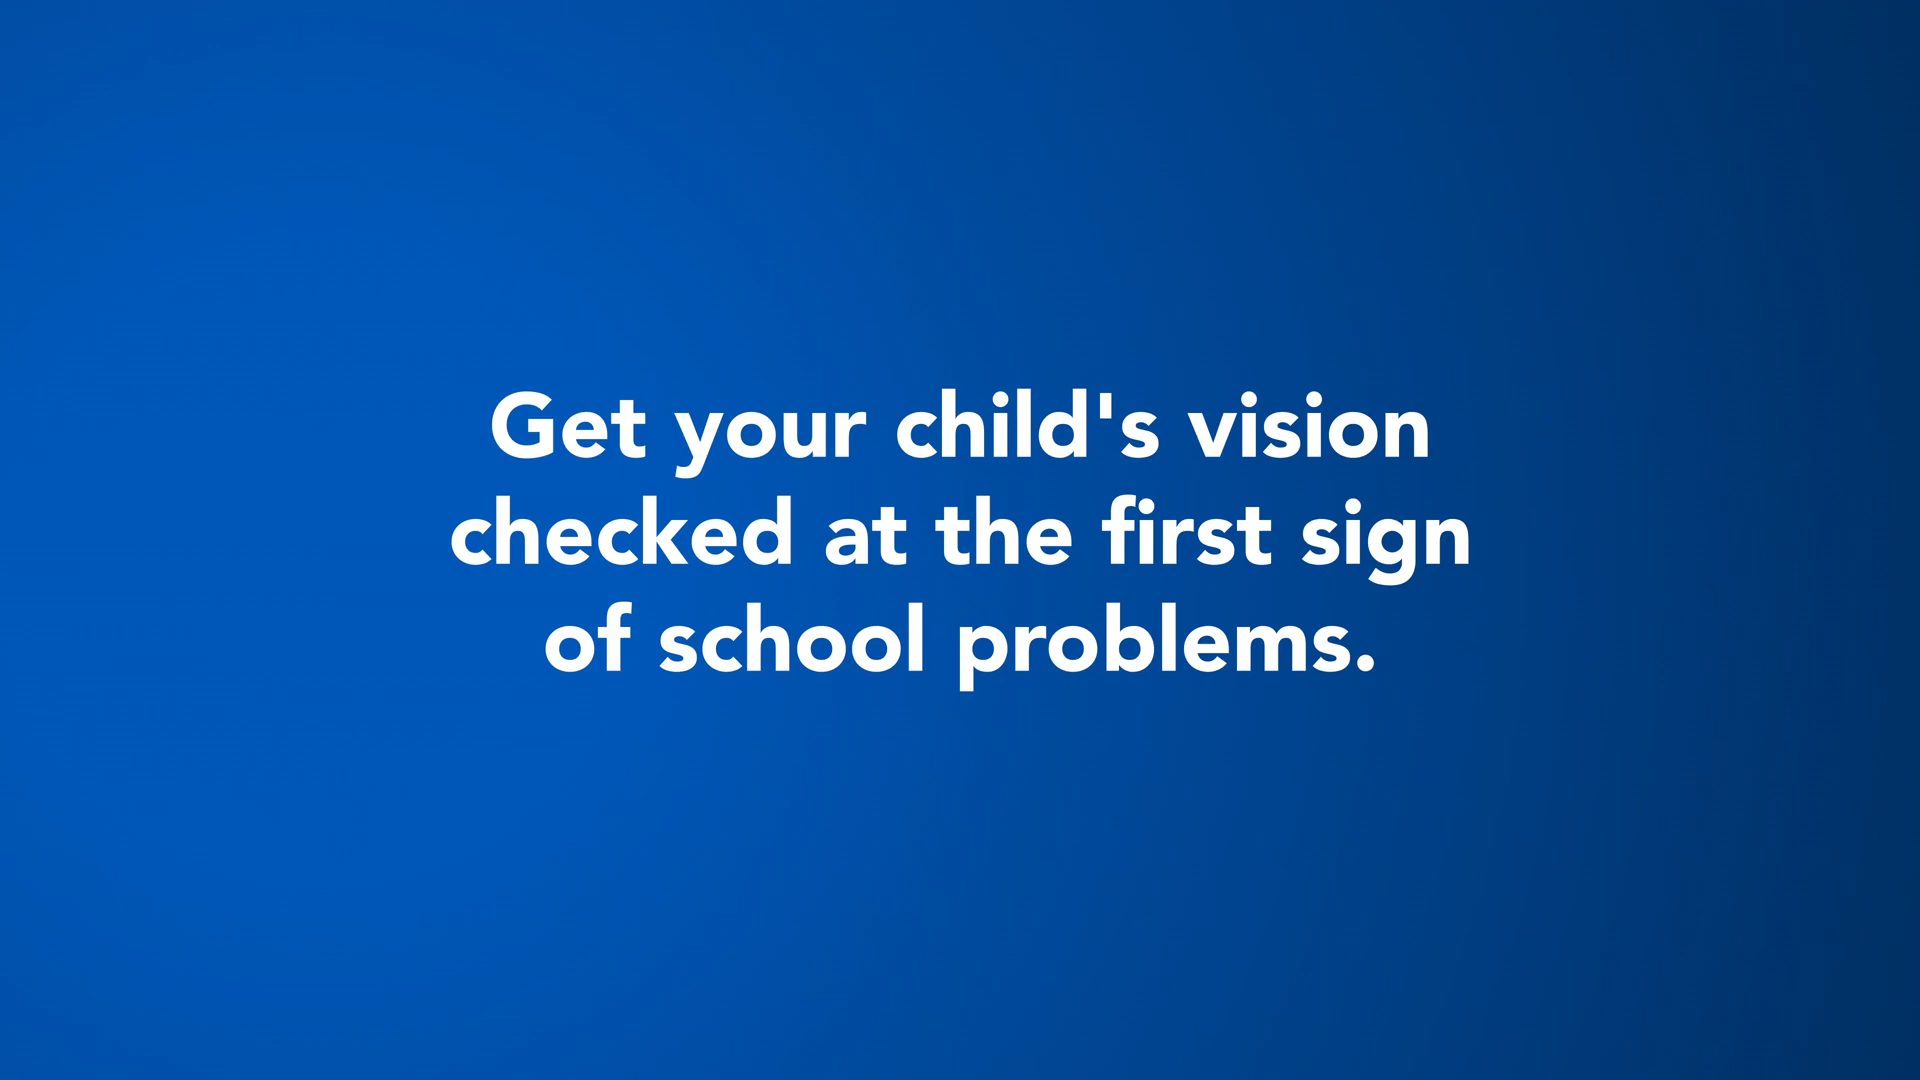 Get your child's vision
checked at the first sign
of school problems.